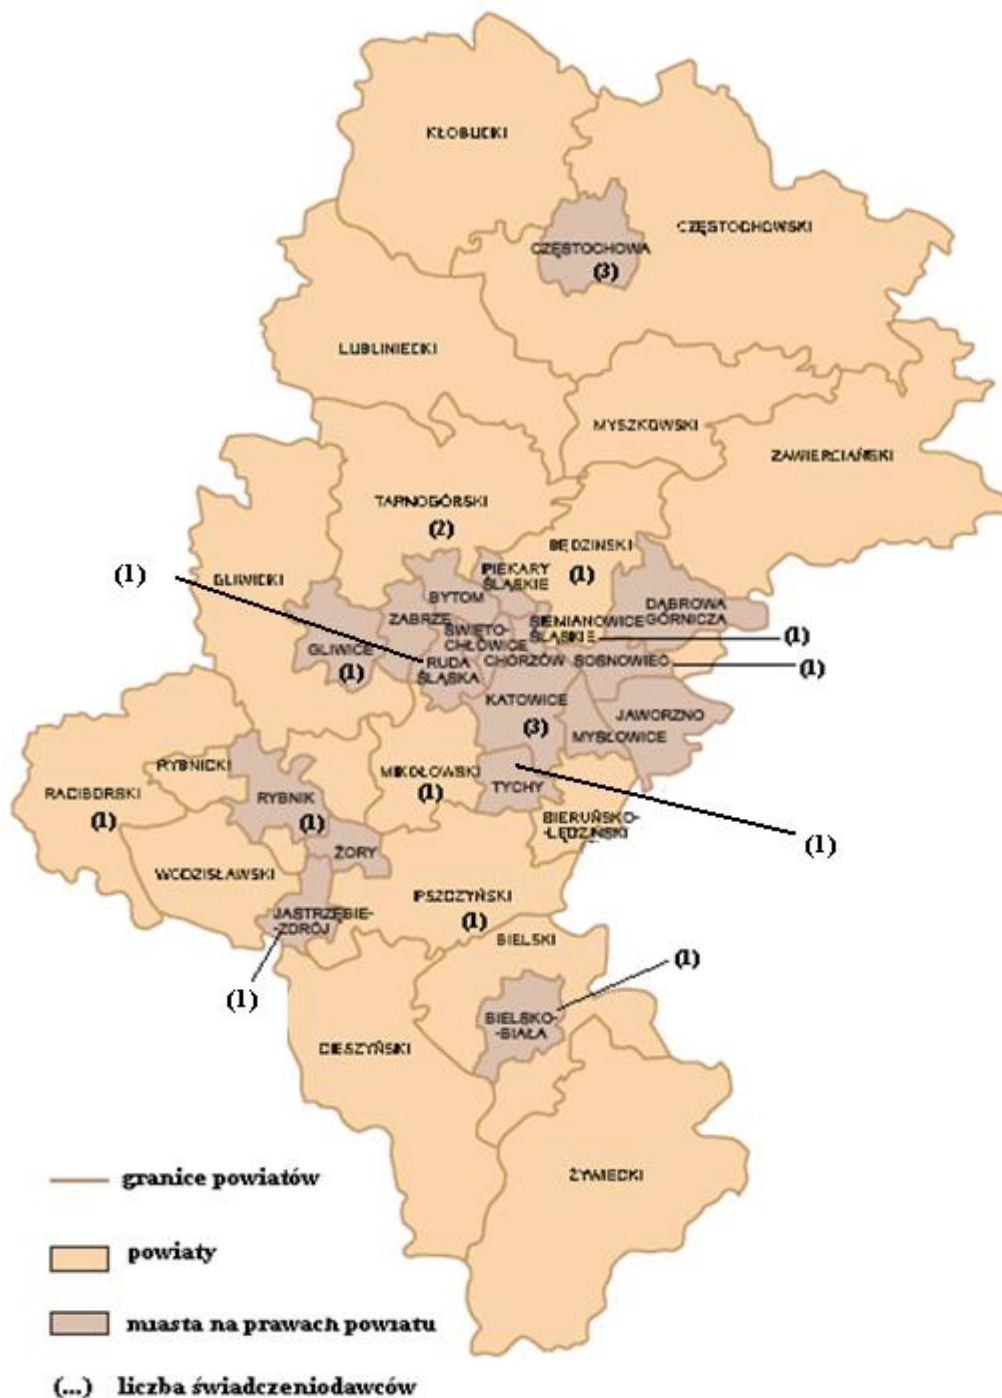 KŁOBUCKI
CZĘSTOCHOWSKI
CZĘSTOCHOWA
(3)
LUBLINIECKI
MYSZKOWSKI
ZAWIERCIAŃSKI
TARNOGÓRSKI
(2)
BĘDZIŃSKI
(1)
(1)
GLIWICKI
PIEKARY
ŚLĄSKIE
BYTOM
ZABRZE
DĄBROWA
GÓRNICZA
SIEMIANOWICE
ŚLĄSKIE
(1)
ŚWIĘTO-
CHŁOWICE
CHORZÓW
GLIWICE
(1)
RUDA
ŚLĄSKA
SOSNOWIEC
(1)
KATOWICE
(3)
JAWORZNO
MYSŁOWICE
RYBNICKI
MIKOŁOWSKI
(1)
TYCHY
(1)
RACIBORSKI
(1)
RYBNIK
(1)
BIERUŃSKO-
-LĘDZIŃSKI
ŻORY
WODZISŁAWSKI
PSZCZYŃSKI
(1)
JASTRZĘBIE-
-ZDRÓJ
(1)
BIELSKI
(1)
BIELSKO-
-BIAŁA
CIESZYŃSKI
ŻYWIECKI
granice powiatów
powiaty
miasta na prawach powiatu
(...) liczba świadczeniodawców